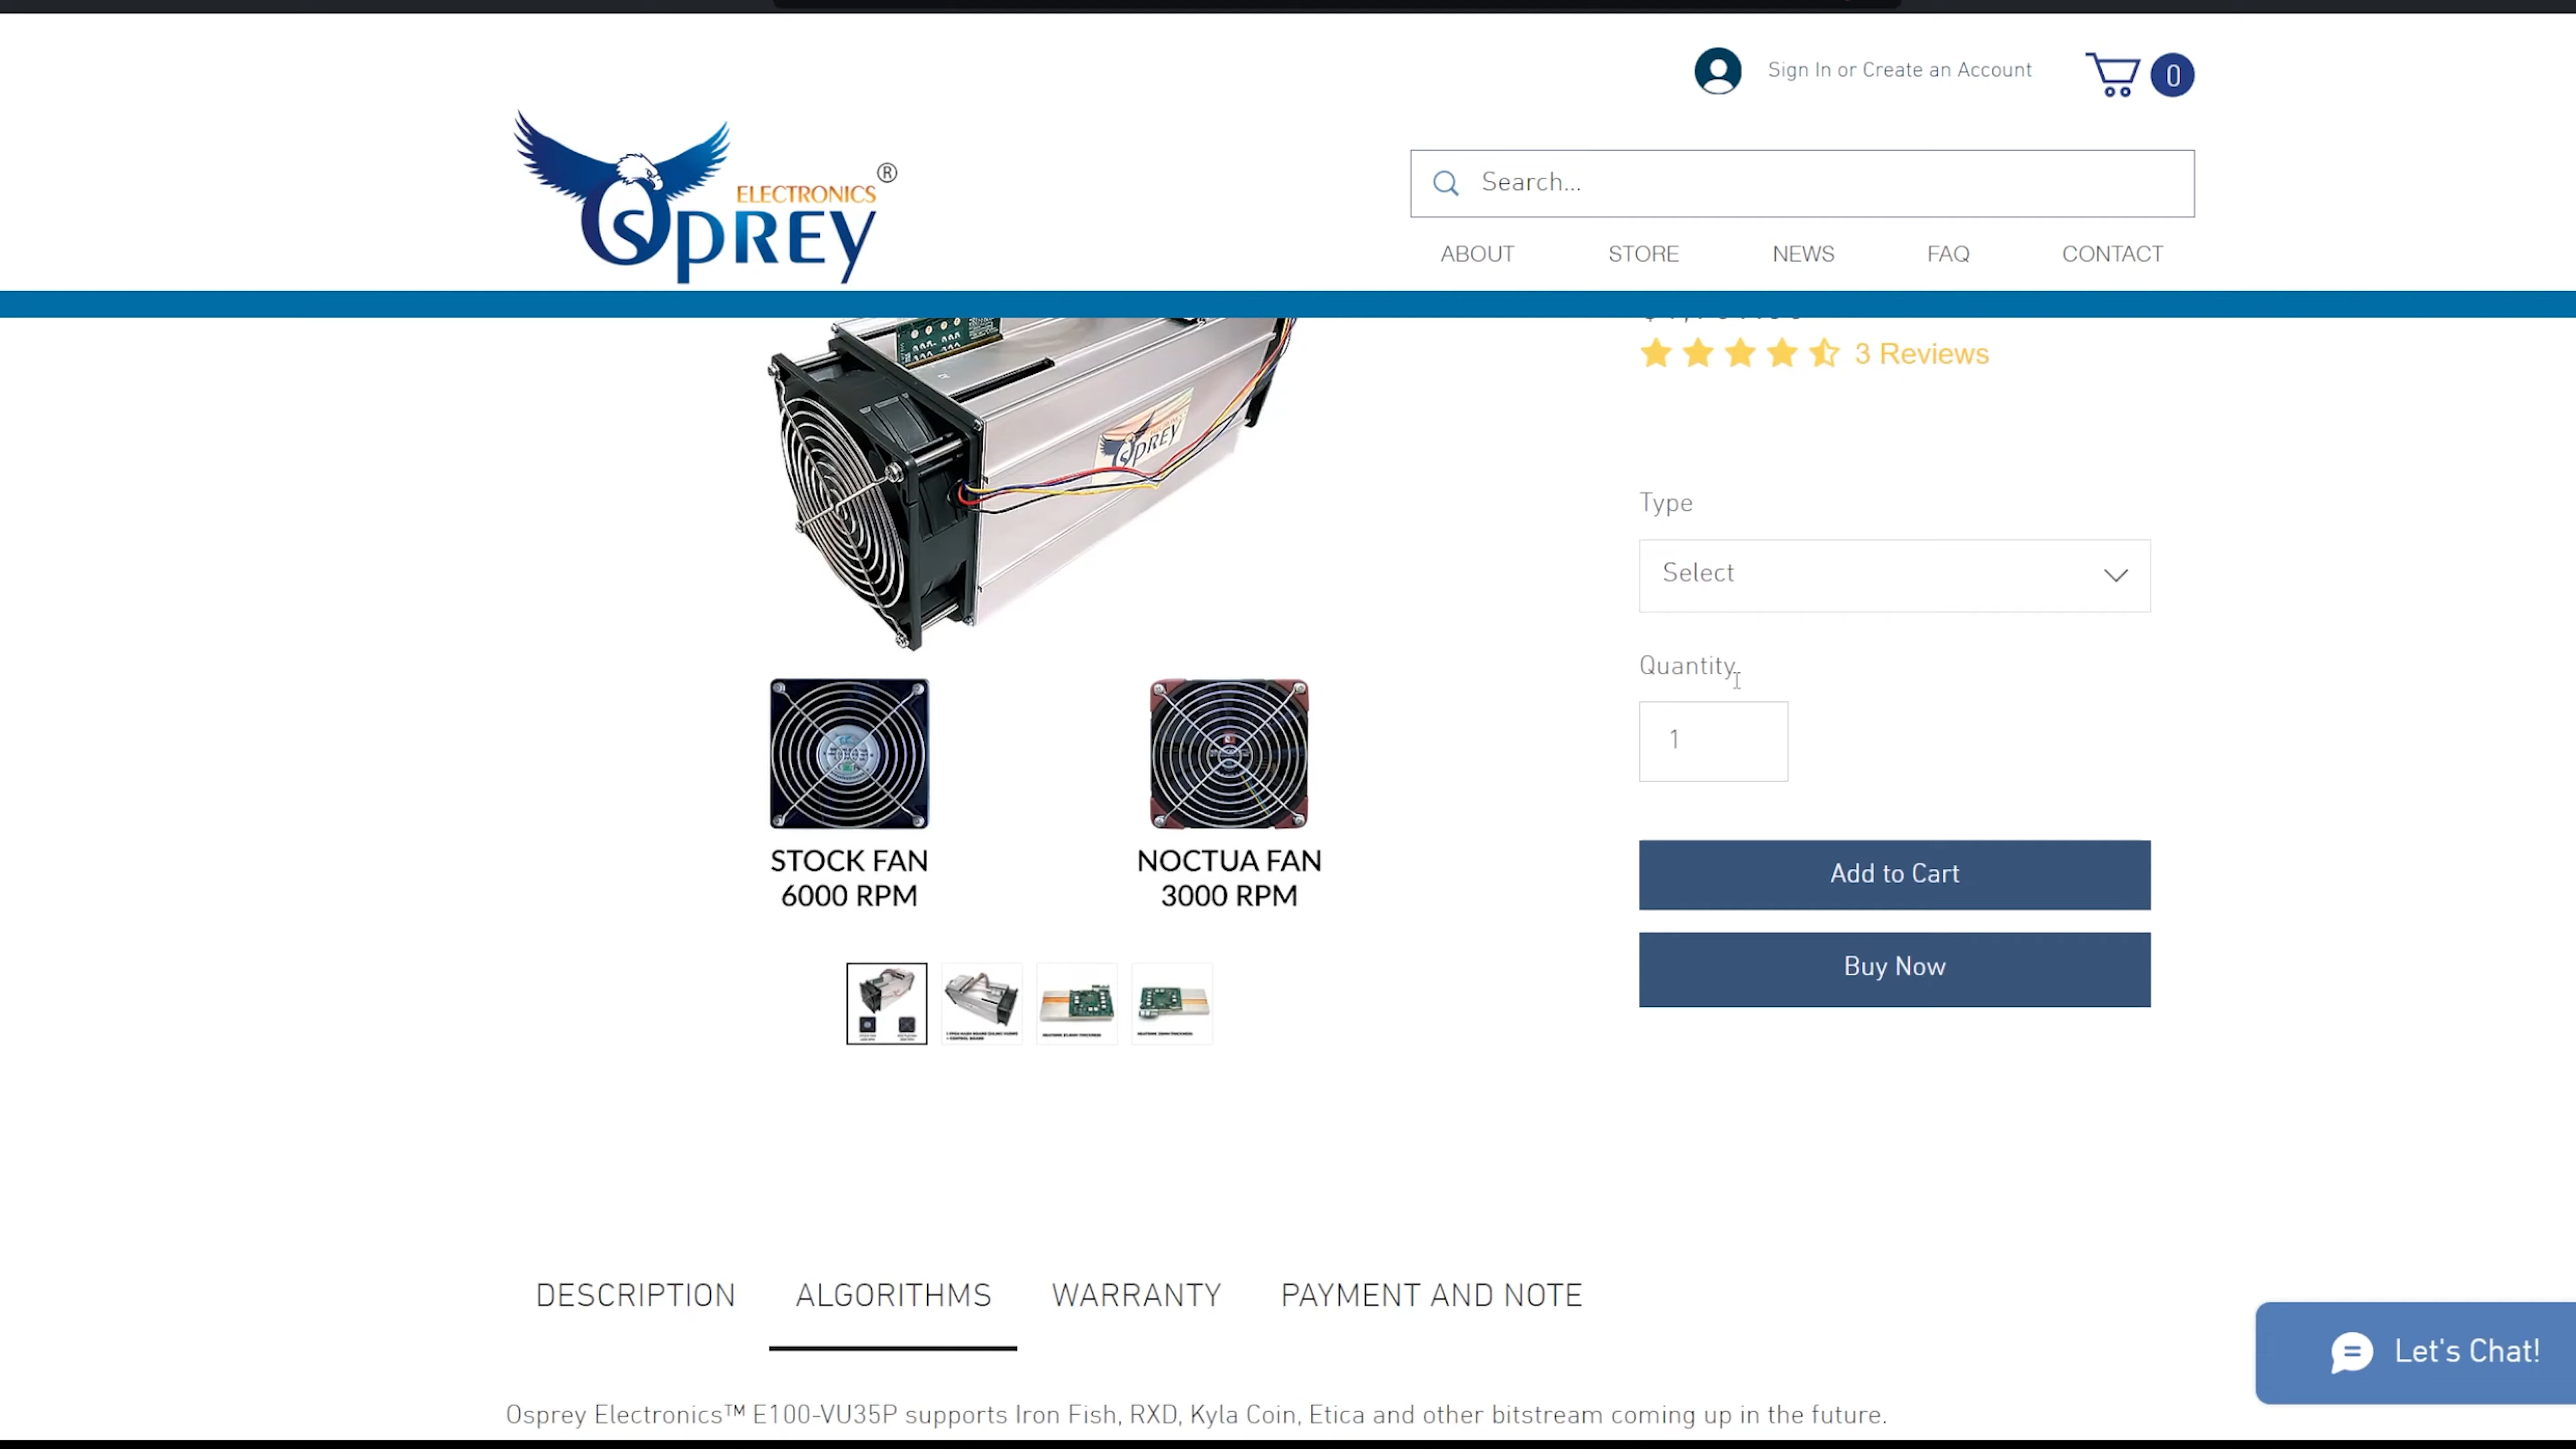 Sign In or Create an Account
0
ELECTRONICS
OSPREY ®
Search...
ABOUT STORE NEWS FAQ CONTACT
3 Reviews
OSPREY
Type
Select
Quantity
1
STOCK FAN
6000 RPM
NOCTUA FAN
3000 RPM
Add to Cart
Buy Now
DESCRIPTION ALGORITHMS WARRANTY PAYMENT AND NOTE
Let's Chat!
Osprey Electronics™ E100-VU35P supports Iron Fish, RXD, Kyla Coin, Etica and other bitstream coming up in the future.